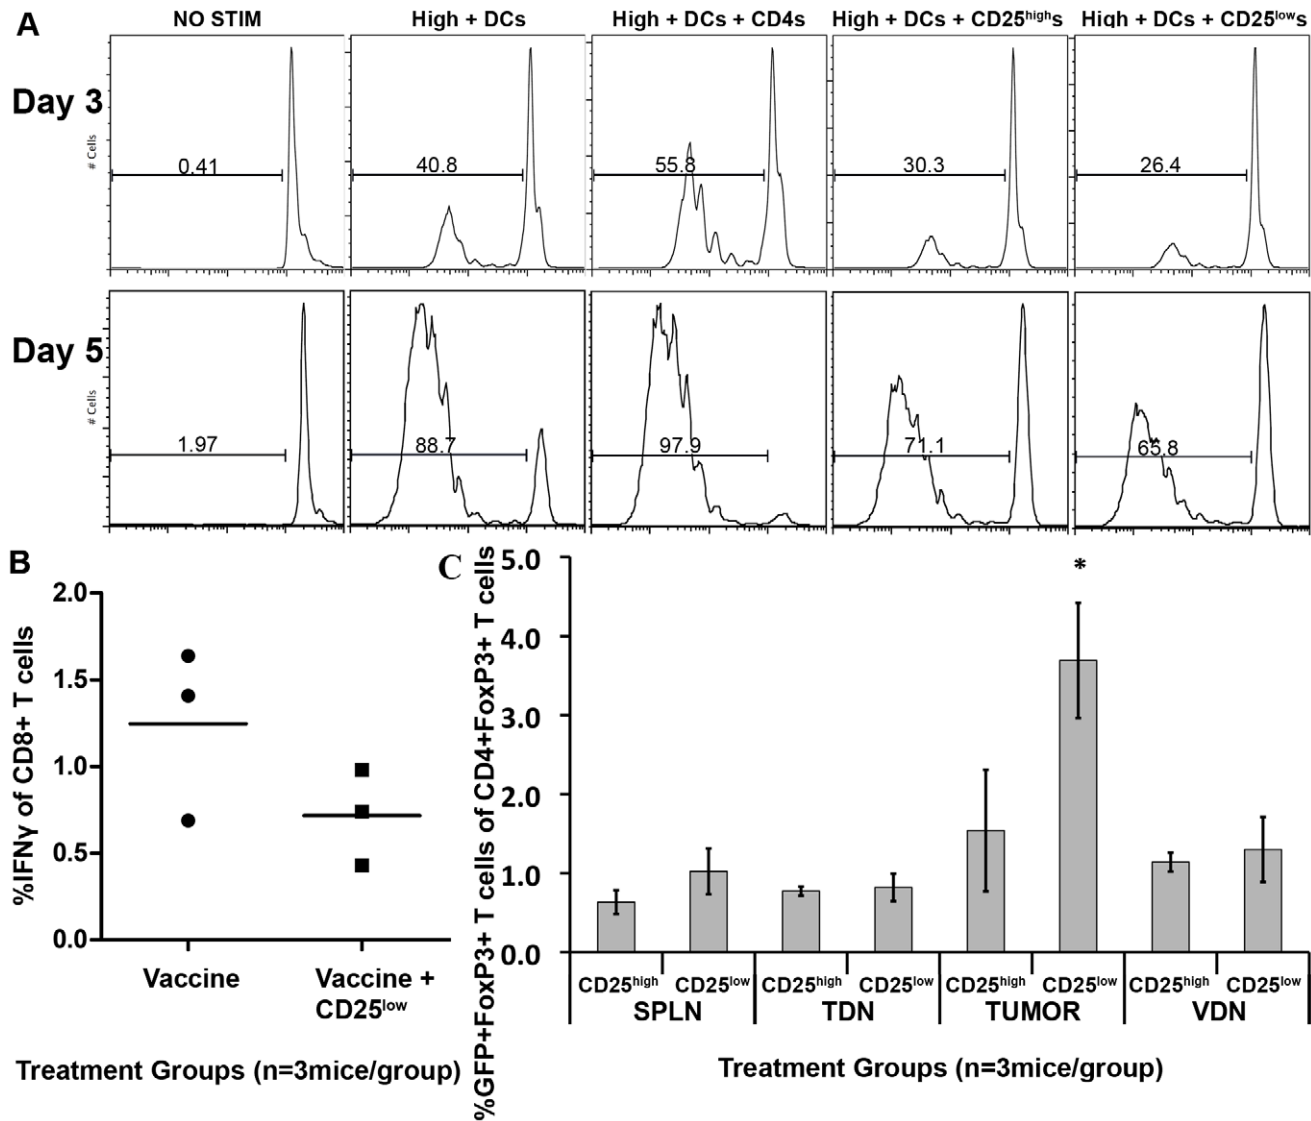 A
NO STIM
High + DCs
High + DCs + CD4s
High + DCs + CD25highs
High + DCs + CD25lows
Day 3
# Cells
0.41
40.8
55.8
30.3
26.4
Day 5
# Cells
1.97
88.7
97.9
71.1
65.8
B
%IFNγ of CD8+ T cells
2.0
1.5
1.0
0.5
0.0
Vaccine
Vaccine +
CD25low
Treatment Groups (n=3mice/group)
C
%GFP+FoxP3+ T cells of CD4+FoxP3+ T cells
5.0
4.0
3.0
2.0
1.0
0.0
*
CD25high CD25low CD25high CD25low CD25high CD25low CD25high CD25low
SPLN TDN TUMOR VDN
Treatment Groups (n=3mice/group)